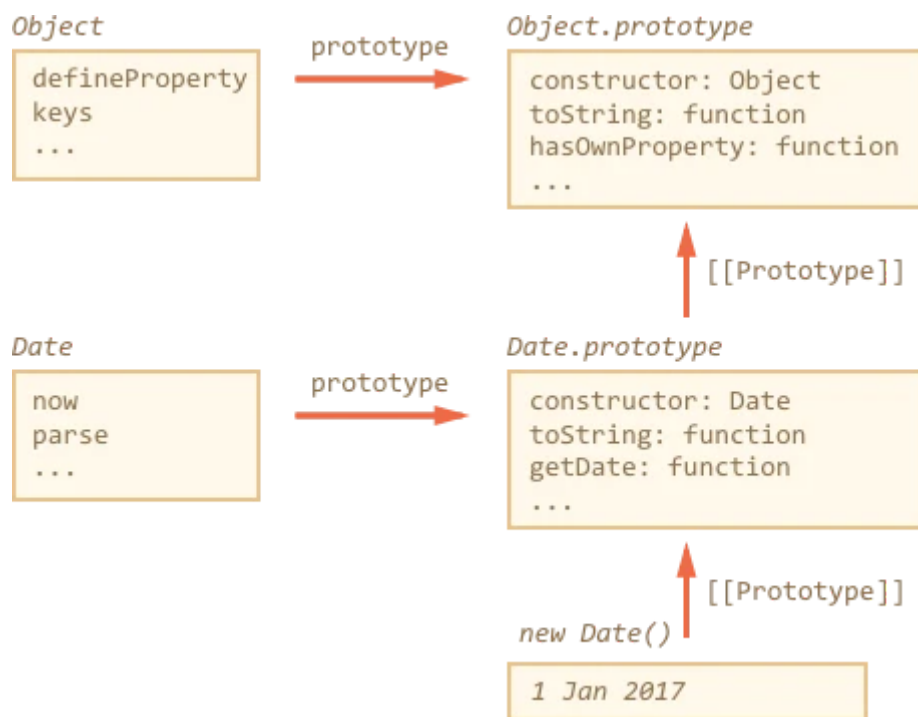 Object
prototype
Object.prototype
defineProperty
keys
...
constructor: Object
toString: function
hasOwnProperty: function
...
[[Prototype]]
Date
prototype
Date.prototype
now
parse
...
constructor: Date
toString: function
getDate: function
...
[[Prototype]]
new Date()
1 Jan 2017